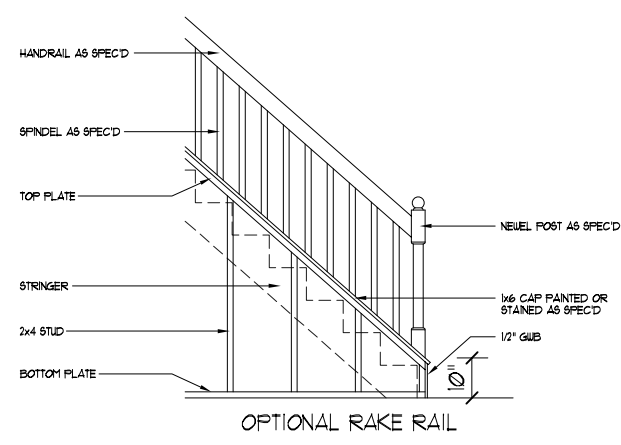 HANDRAIL AS SPEC'D
SPINDEL AS SPEC'D
TOP PLATE
NEWEL POST AS SPEC'D
STRINGER
1x6 CAP PAINTED OR
STAINED AS SPEC'D
2x4 STUD
1/2" GWB
BOTTOM PLATE
10"
OPTIONAL RAKE RAIL